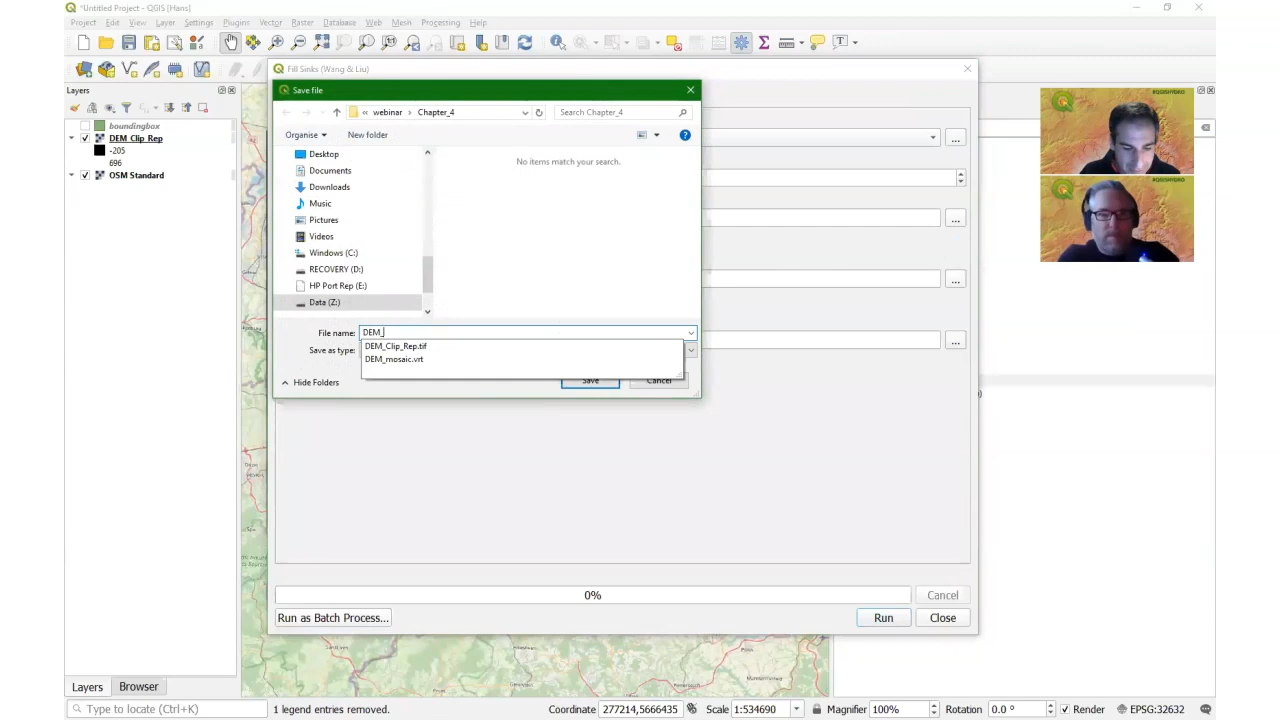 *Untitled Project - QGIS [Hans]
Project Edit View Layer Settings Plugins Vector Raster Database Web Mesh Processing Help
Layers
boundingbox
DEM Clip Rep
-205
696
OSM Standard
Fill Sinks (Wang & Liu)
Save file
« webinar › Chapter_4
Search Chapter_4
Organise
New folder
Desktop
Documents
Downloads
Music
Pictures
Videos
Windows (C:)
RECOVERY (D:)
HP Port Rep (E:)
Data (Z:)
No items match your search.
File name: DEM_
DEM_Clip_Rep.tif
Save as type:
DEM_mosaic.vrt
Hide Folders
Save
Cancel
...
...
...
...
0%
Cancel
Run as Batch Process...
Run
Close
#QGISHYDRO
#QGISHYDRO
Layers
Browser
Type to locate (Ctrl+K)
1 legend entries removed.
Coordinate 277214,5666435
Scale 1:534690
Magnifier 100%
Rotation 0.0 °
Render
EPSG:32632